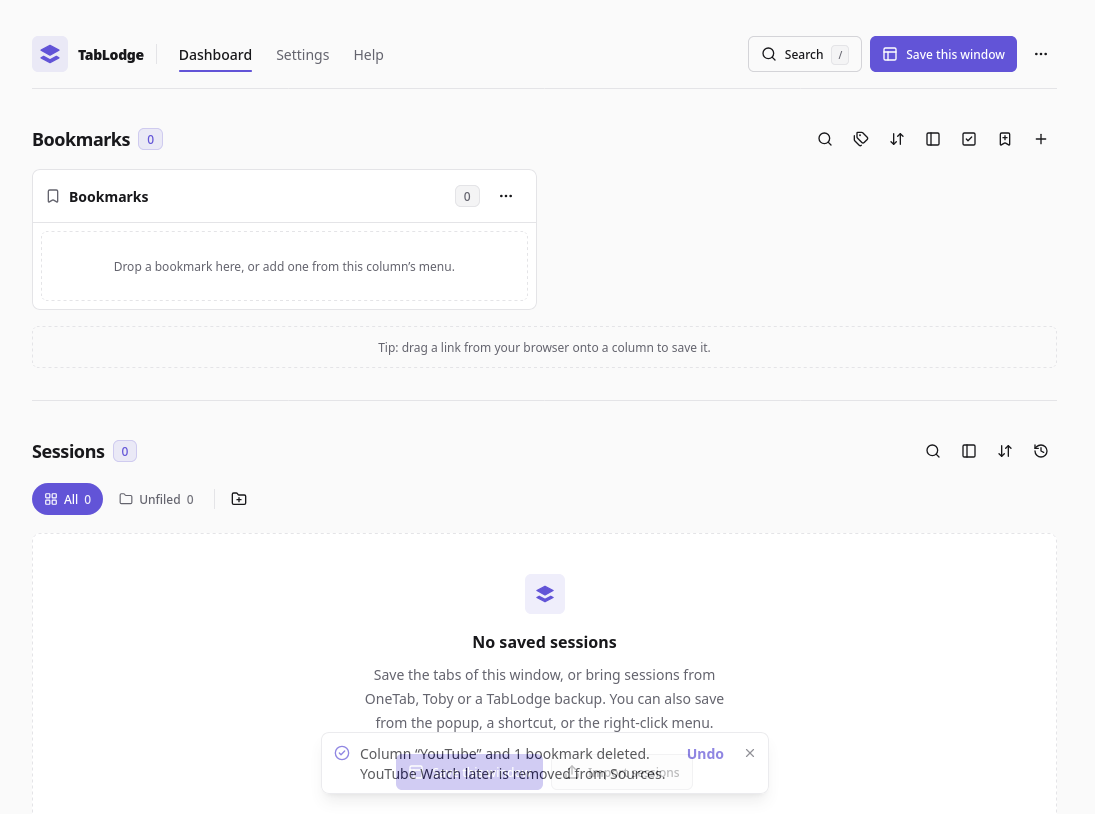 TabLodge
Dashboard Settings Help
Search /
Save this window
Bookmarks 0
Bookmarks 0
Drop a bookmark here, or add one from this column’s menu.
Tip: drag a link from your browser onto a column to save it.
Sessions 0
All 0 Unfiled 0
No saved sessions
Save the tabs of this window, or bring sessions from
OneTab, Toby or a TabLodge backup. You can also save
from the popup, a shortcut, or the right-click menu.
Column “YouTube” and 1 bookmark deleted. Undo
YouTube Watch later is removed from Sources.